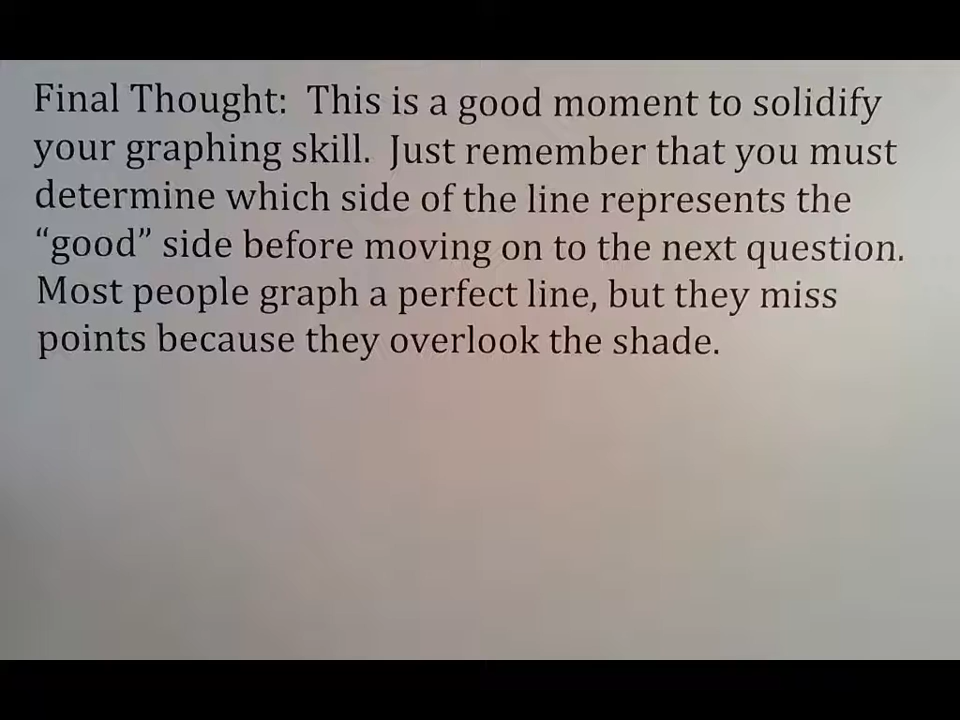 Final Thought:  This is a good moment to solidify
your graphing skill.  Just remember that you must
determine which side of the line represents the
“good” side before moving on to the next question.
Most people graph a perfect line, but they miss
points because they overlook the shade.